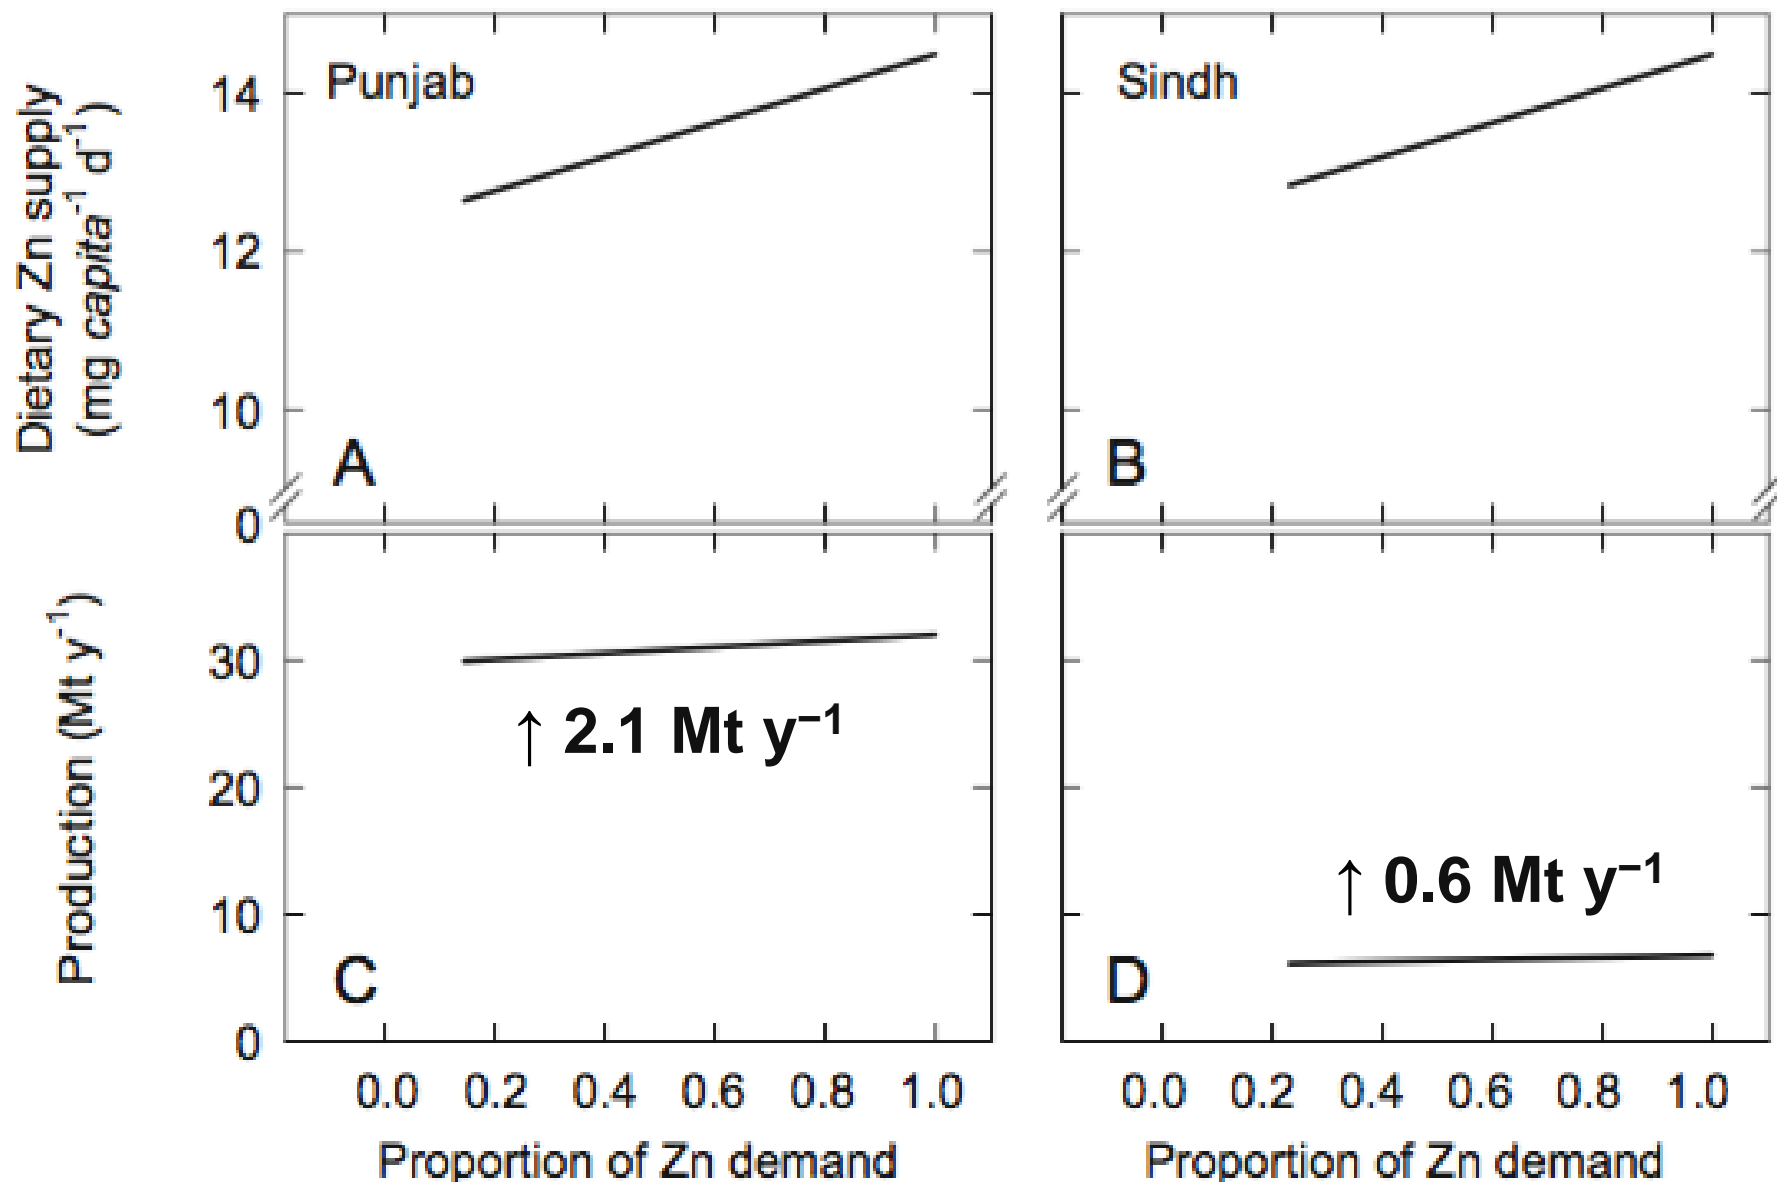 Dietary Zn supply
(mg capita⁻¹ d⁻¹)
14
12
10
0
Punjab
A
Sindh
B
Production (Mt y⁻¹)
30
20
10
0
↑ 2.1 Mt y⁻¹
C
↑ 0.6 Mt y⁻¹
D
0.0 0.2 0.4 0.6 0.8 1.0
0.0 0.2 0.4 0.6 0.8 1.0
Proportion of Zn demand
Proportion of Zn demand